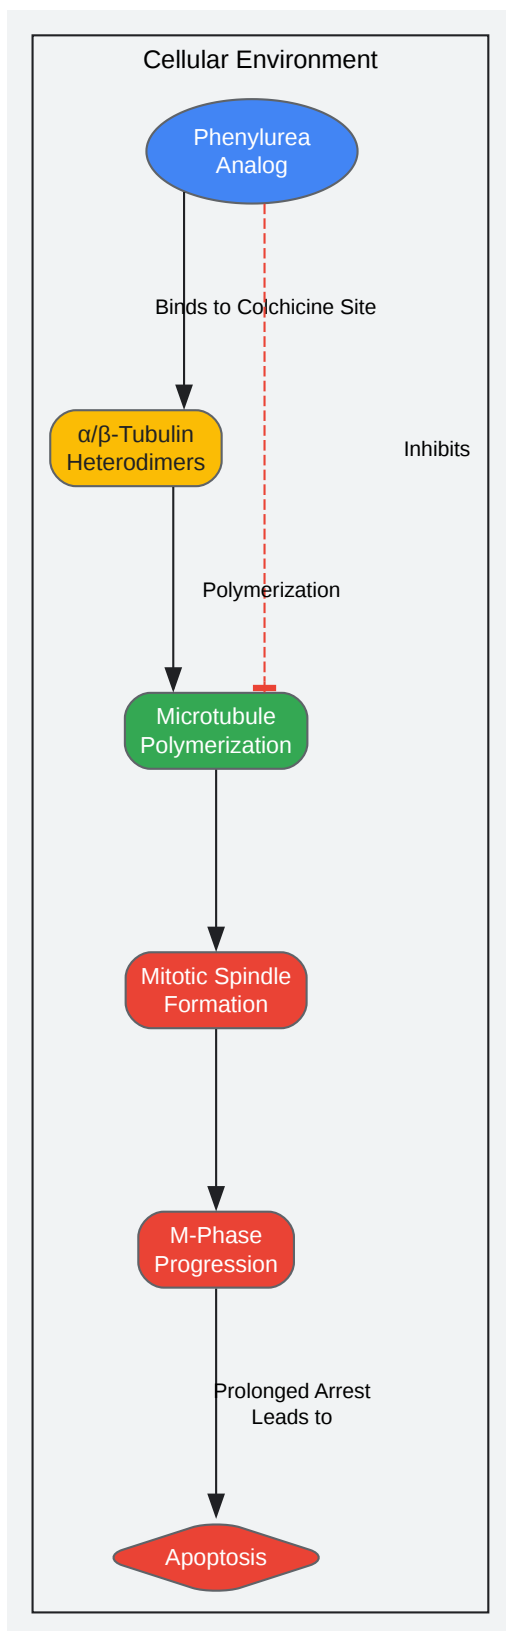 Cellular Environment
Phenylurea
Analog
Binds to Colchicine Site
α/β-Tubulin
Heterodimers
Inhibits
Polymerization
Microtubule
Polymerization
Mitotic Spindle
Formation
M-Phase
Progression
Prolonged Arrest
Leads to
Apoptosis